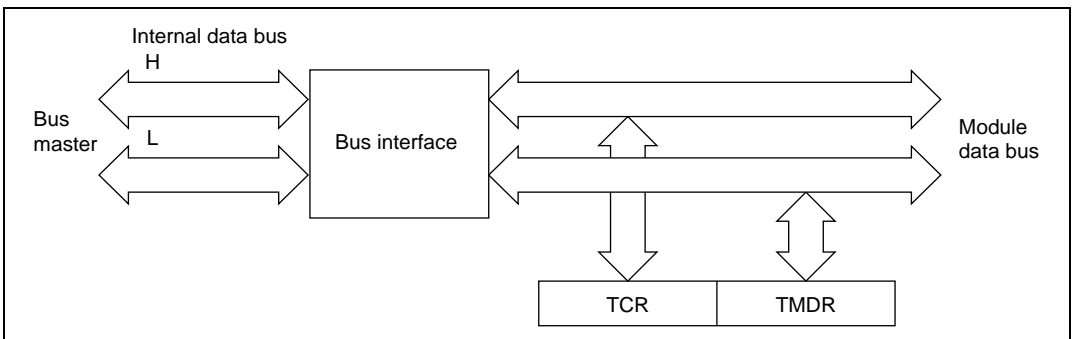 Internal data bus
H
Bus
master
L
Bus interface
Module
data bus
TCR
TMDR